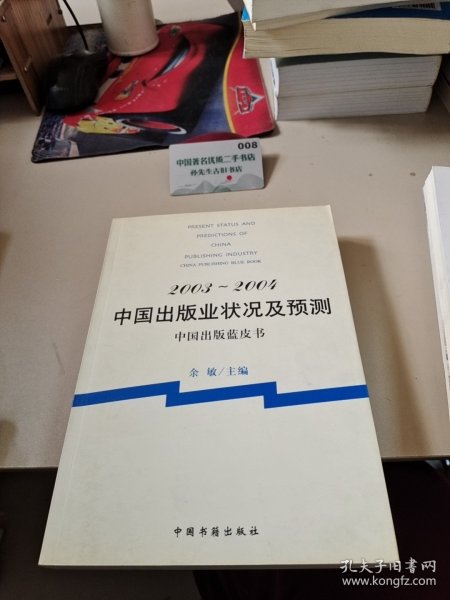 008
中国著名优质二手书店
孙先生古旧书店
PRESENT STATUS AND
PREDICTIONS OF
CHINA
PUBLISHING INDUSTRY
CHINA PUBLISHING BLUE BOOK
2003～2004
中国出版业状况及预测
中国出版蓝皮书
余 敏/主编
中国书籍出版社
孔夫子旧书网
www.kongfz.com